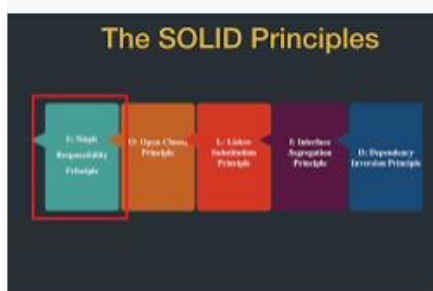 The SOLID Principles
S: Single
Responsibility
Principle
O: Open-Closed
Principle
L: Liskov
Substitution
Principle
I: Interface
Segregation
Principle
D: Dependency
Inversion Principle